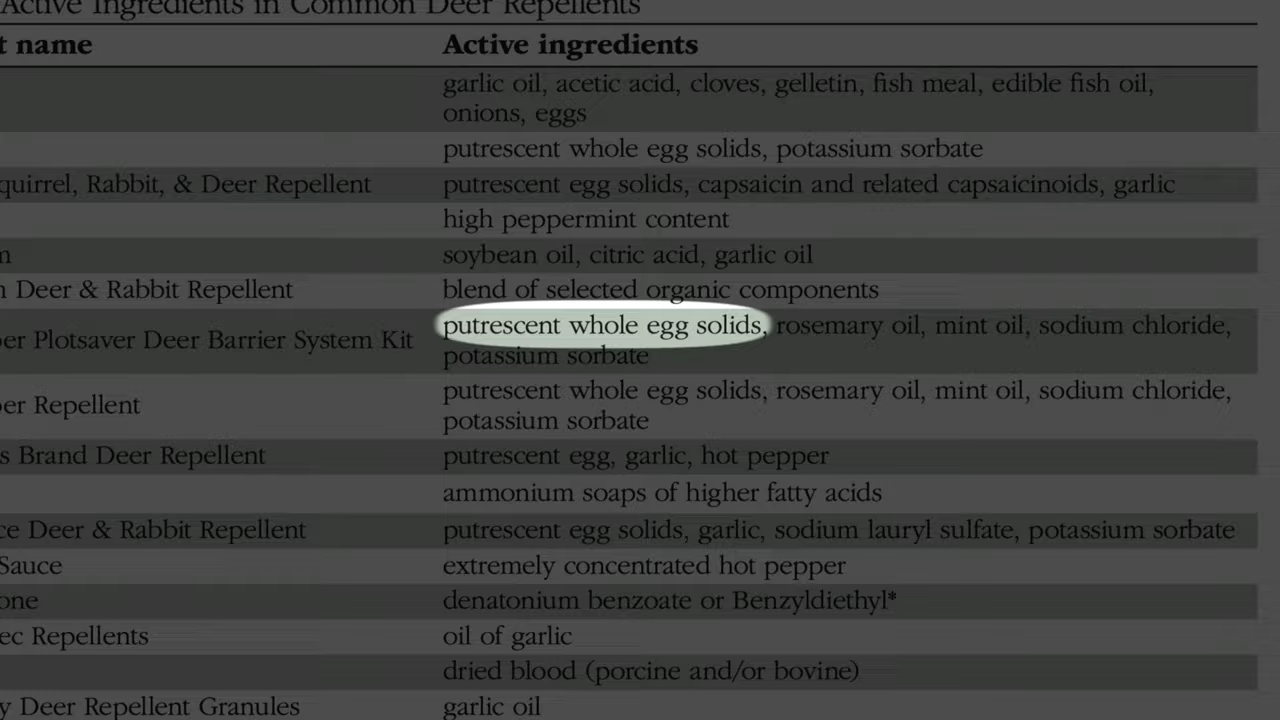 Active Ingredients in Common Deer Repellents
t name Active ingredients
garlic oil, acetic acid, cloves, gelletin, fish meal, edible fish oil,
onions, eggs
putrescent whole egg solids, potassium sorbate
quirrel, Rabbit, & Deer Repellent putrescent egg solids, capsaicin and related capsaicinoids, garlic
high peppermint content
m soybean oil, citric acid, garlic oil
n Deer & Rabbit Repellent blend of selected organic components
putrescent whole egg solids, rosemary oil, mint oil, sodium chloride,
per Plotsaver Deer Barrier System Kit
potassium sorbate
putrescent whole egg solids, rosemary oil, mint oil, sodium chloride,
per Repellent
potassium sorbate
s Brand Deer Repellent putrescent egg, garlic, hot pepper
ammonium soaps of higher fatty acids
ce Deer & Rabbit Repellent putrescent egg solids, garlic, sodium lauryl sulfate, potassium sorbate
Sauce extremely concentrated hot pepper
one denatonium benzoate or Benzyldiethyl*
ec Repellents oil of garlic
dried blood (porcine and/or bovine)
y Deer Repellent Granules garlic oil